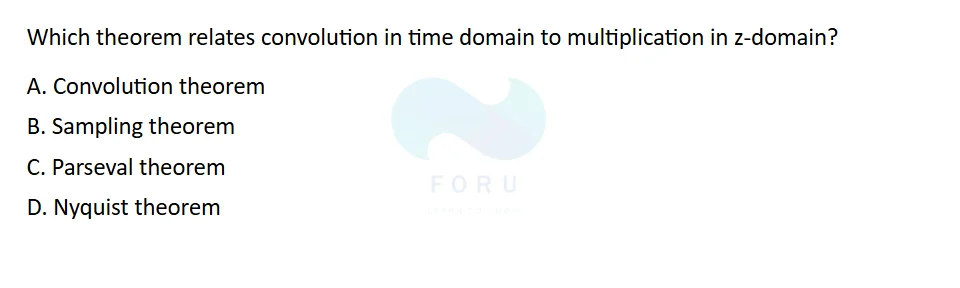 Which theorem relates convolution in time domain to multiplication in z-domain?
A. Convolution theorem
B. Sampling theorem
C. Parseval theorem
D. Nyquist theorem
FORU